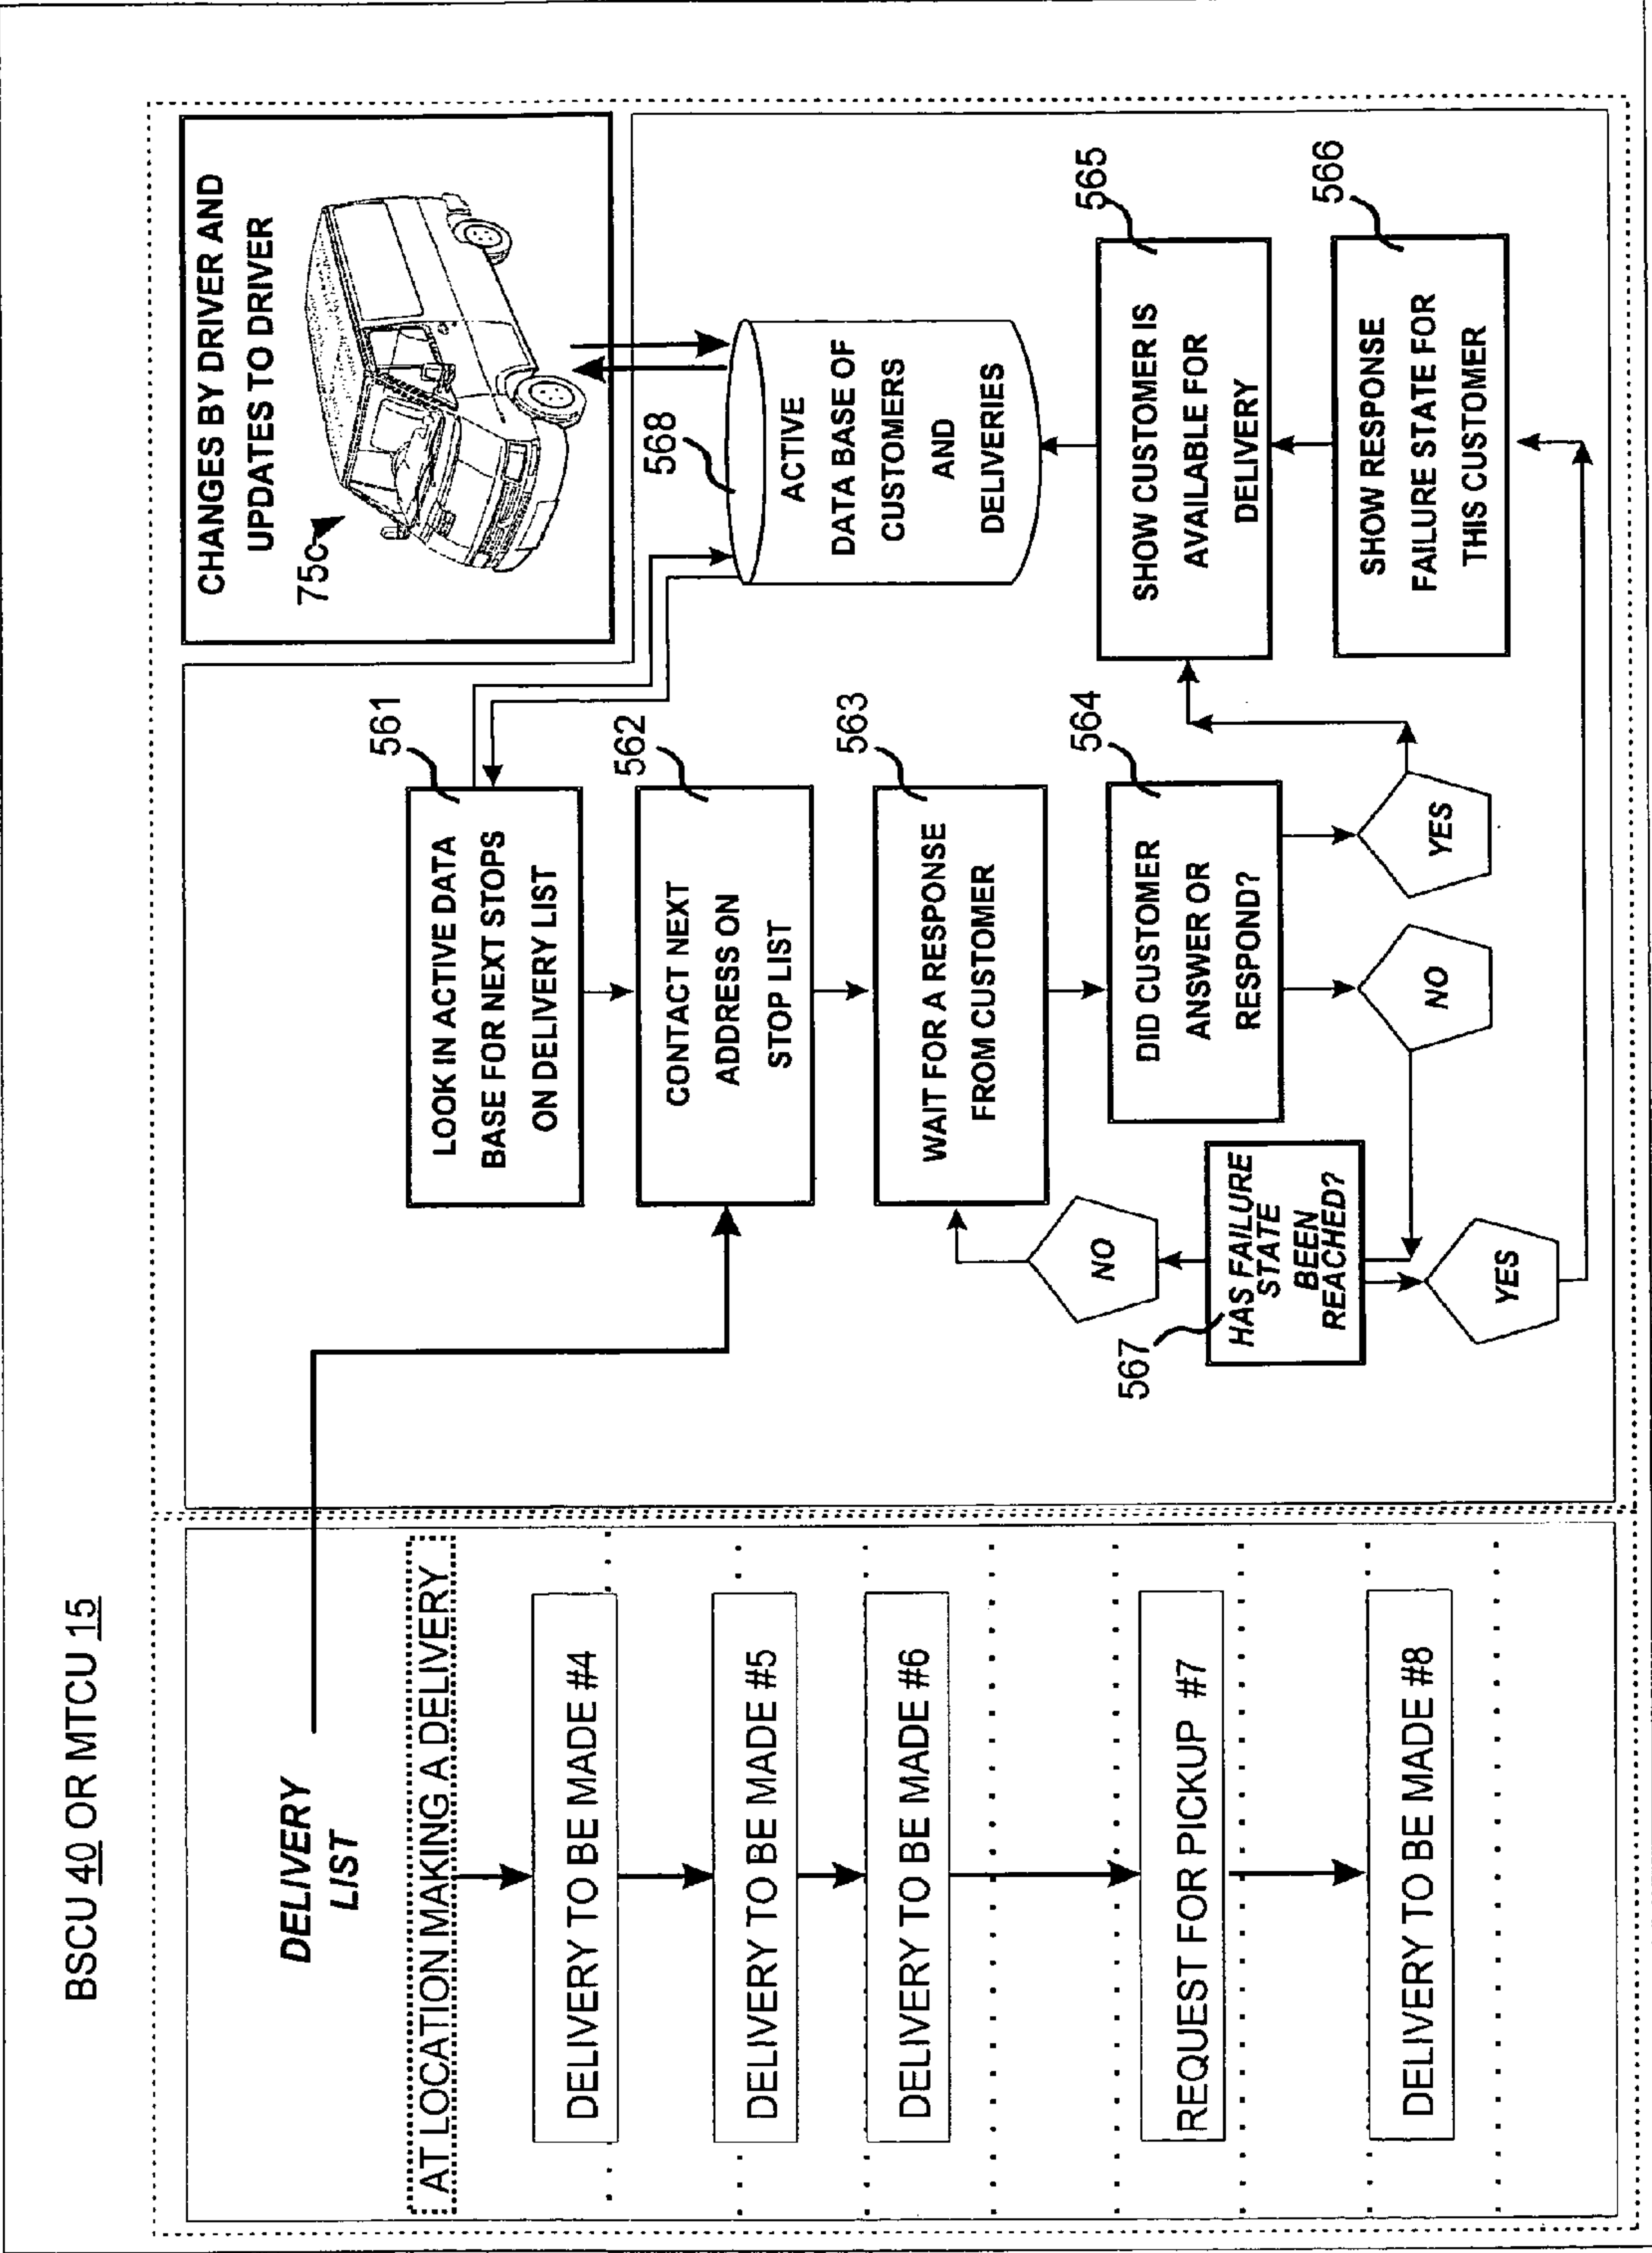 BSCU 40 OR MTCU 15
DELIVERY
LIST
AT LOCATION MAKING A DELIVERY
DELIVERY TO BE MADE #4
DELIVERY TO BE MADE #5
DELIVERY TO BE MADE #6
REQUEST FOR PICKUP #7
DELIVERY TO BE MADE #8
561
LOOK IN ACTIVE DATA
BASE FOR NEXT STOPS
ON DELIVERY LIST
562
CONTACT NEXT
ADDRESS ON
STOP LIST
563
WAIT FOR A RESPONSE
FROM CUSTOMER
564
DID CUSTOMER
ANSWER OR
RESPOND?
NO
567
HAS FAILURE
STATE
BEEN
REACHED?
YES
NO
YES
CHANGES BY DRIVER AND
UPDATES TO DRIVER
75c
568
ACTIVE
DATA BASE OF
CUSTOMERS
AND
DELIVERIES
565
SHOW CUSTOMER IS
AVAILABLE FOR
DELIVERY
566
SHOW RESPONSE
FAILURE STATE FOR
THIS CUSTOMER